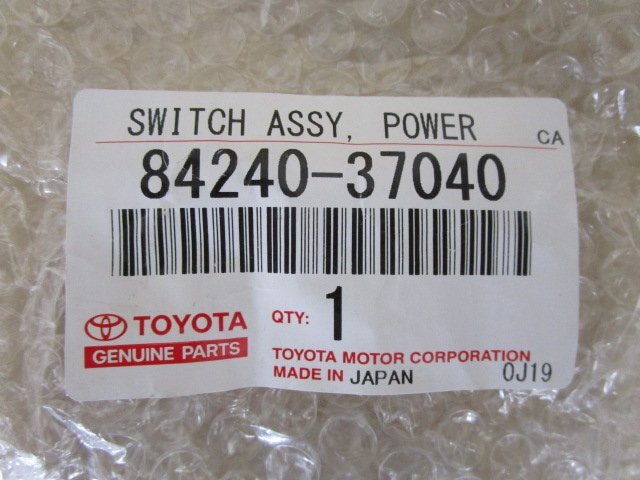 SWITCH ASSY, POWER CA
84240-37040
TOYOTA
GENUINE PARTS
QTY: 1
TOYOTA MOTOR CORPORATION
MADE IN JAPAN 0J19